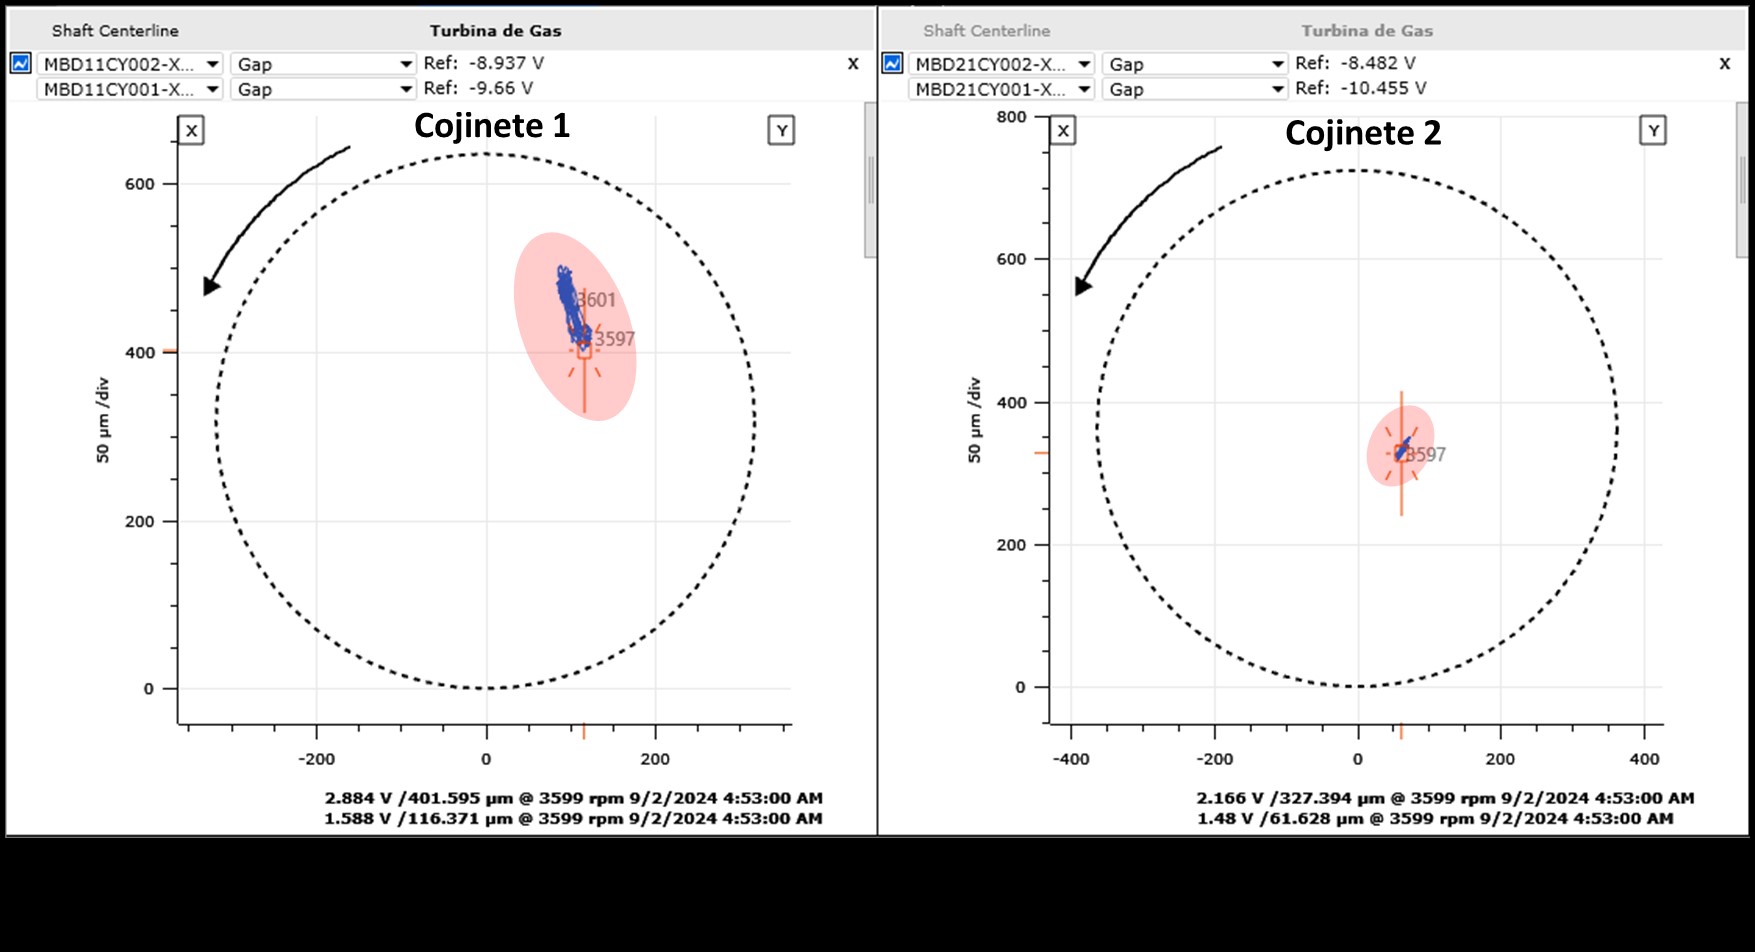 Shaft Centerline
Turbina de Gas
MBD11CY002-X...
Gap
Ref: -8.937 V
X
MBD11CY001-X...
Gap
Ref: -9.66 V
X
Cojinete 1
Y
600
400
200
0
50 µm /div
3601
3597
-200
0
200
2.884 V /401.595 µm @ 3599 rpm 9/2/2024 4:53:00 AM
1.588 V /116.371 µm @ 3599 rpm 9/2/2024 4:53:00 AM
Shaft Centerline
Turbina de Gas
MBD21CY002-X...
Gap
Ref: -8.482 V
X
MBD21CY001-X...
Gap
Ref: -10.455 V
X
Cojinete 2
Y
800
600
400
200
0
50 µm /div
3597
-400
-200
0
200
400
2.166 V /327.394 µm @ 3599 rpm 9/2/2024 4:53:00 AM
1.48 V /61.628 µm @ 3599 rpm 9/2/2024 4:53:00 AM